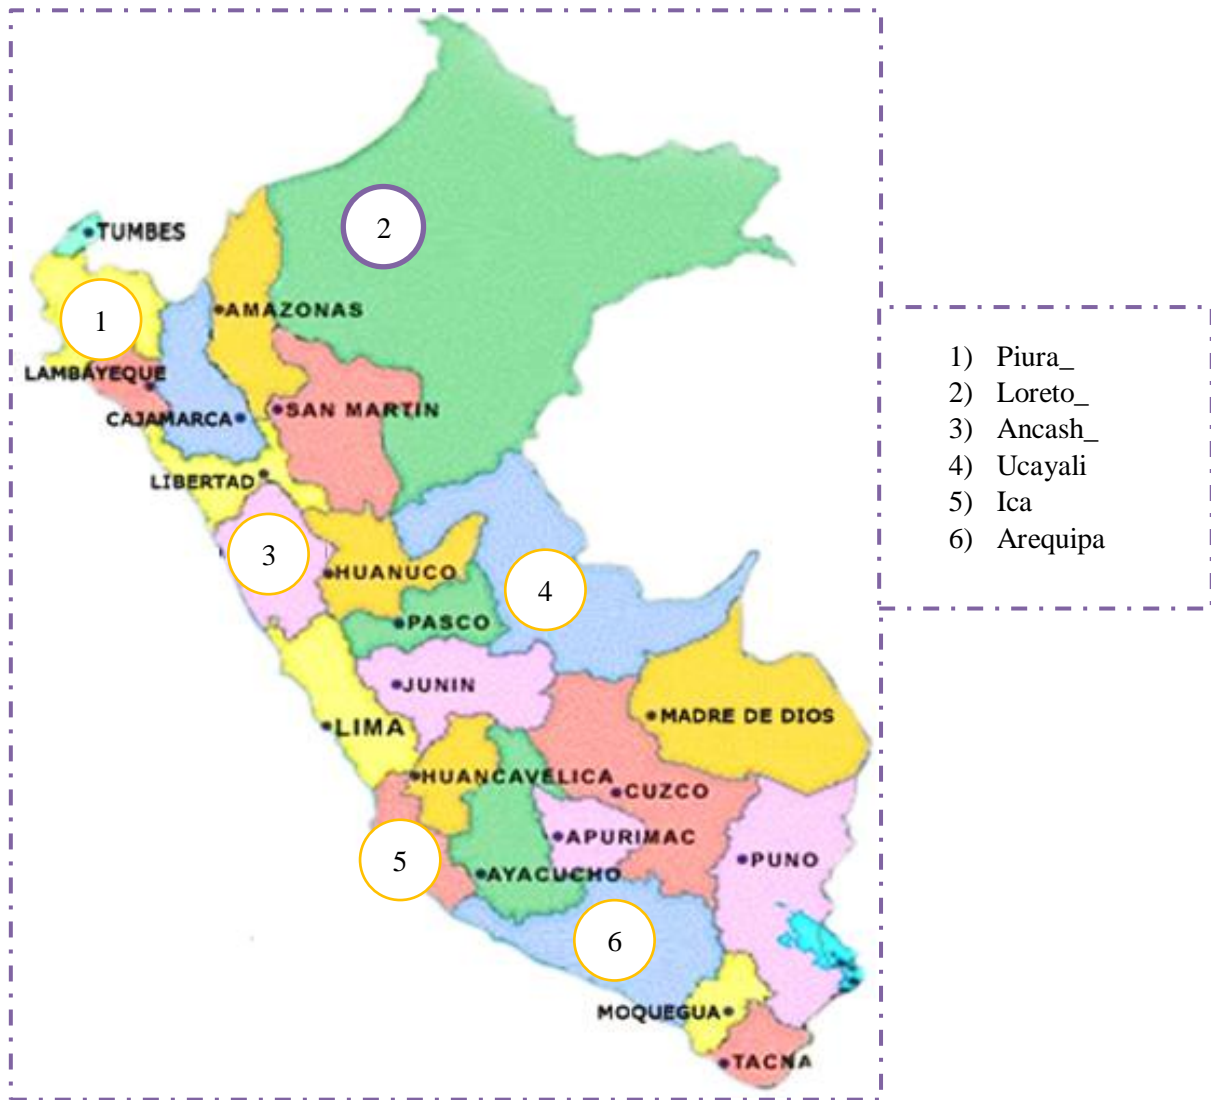 2
TUMBES
AMAZONAS
1
LAMBAYEQUE
CAJAMARCA
SAN MARTIN
LIBERTAD
3
HUANUCO
4
PASCO
JUNIN
LIMA
MADRE DE DIOS
HUANCAVELICA
CUZCO
APURIMAC
5
AYACUCHO
PUNO
6
MOQUEGUA
TACNA
1) Piura_
2) Loreto_
3) Ancash_
4) Ucayali
5) Ica
6) Arequipa